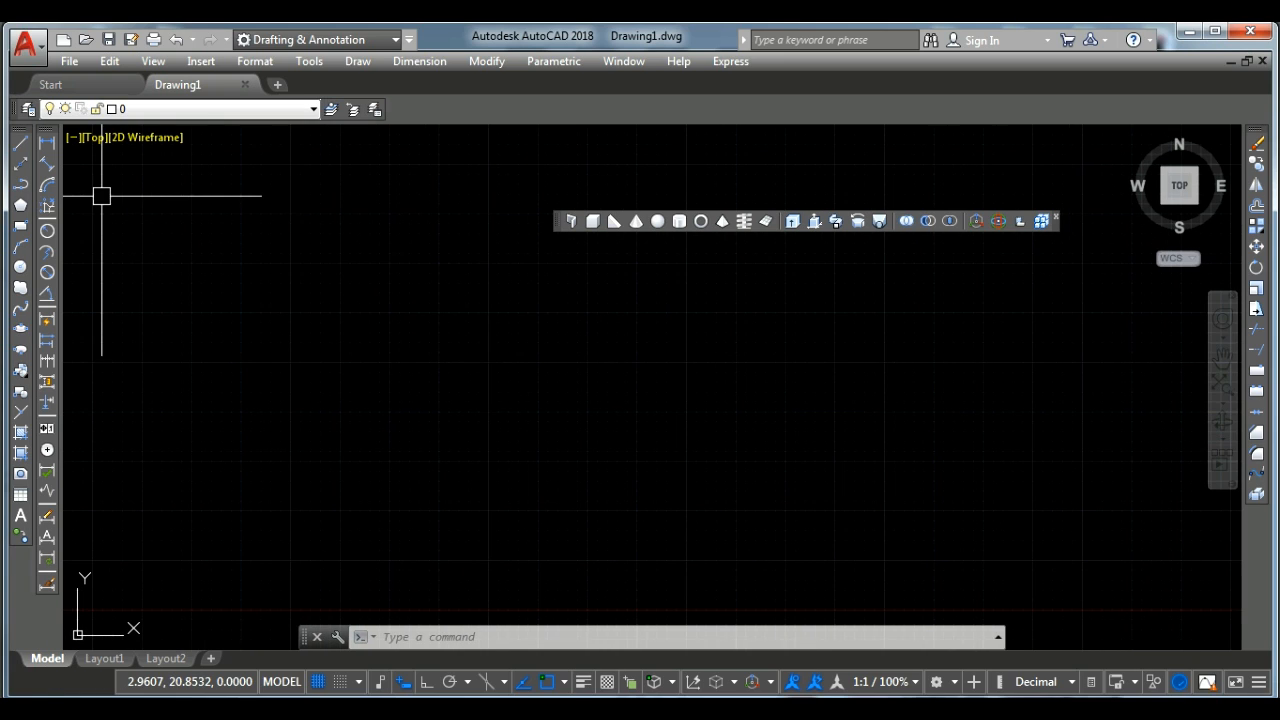 Drafting & Annotation
Autodesk AutoCAD 2018 Drawing1.dwg
Type a keyword or phrase
Sign In
File Edit View Insert Format Tools Draw Dimension Modify Parametric Window Help Express
Start Drawing1
0
[−][Top][2D Wireframe]
N
W TOP E
S
WCS
Y
X
Type a command
Model Layout1 Layout2
2.9607, 20.8532, 0.0000 MODEL 1:1 / 100% Decimal